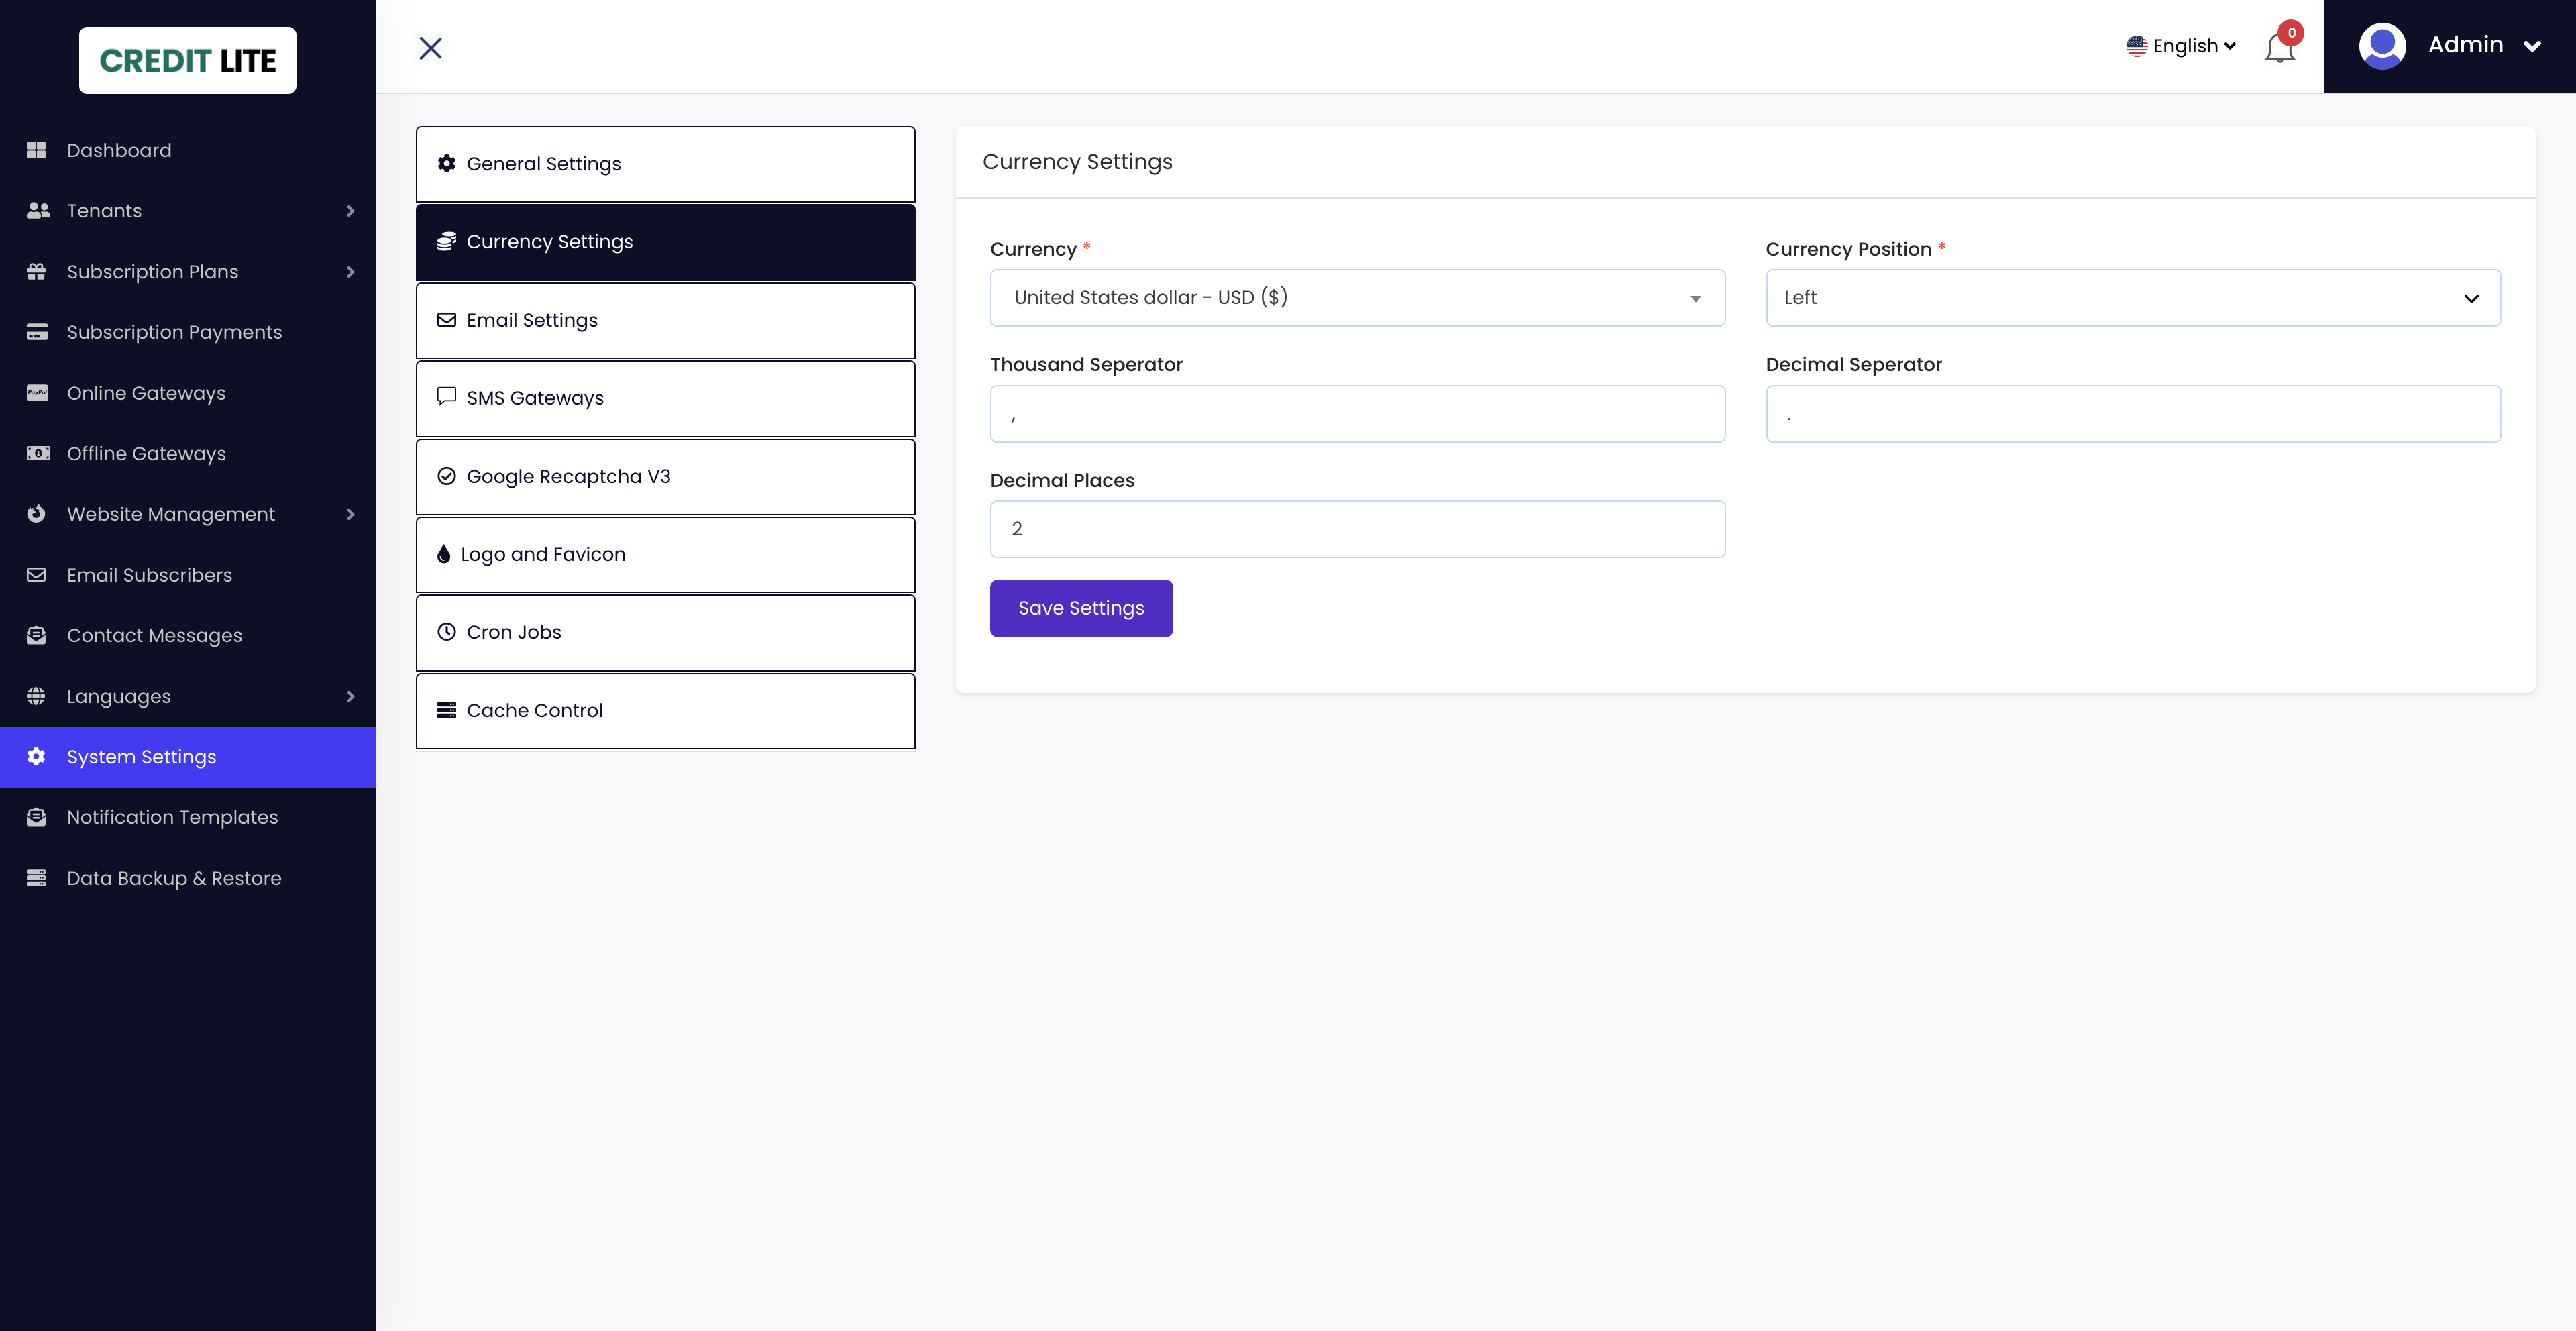 CREDIT LITE
Dashboard
Tenants
Subscription Plans
Subscription Payments
PayPal
Online Gateways
Offline Gateways
Website Management
Email Subscribers
Contact Messages
Languages
System Settings
Notification Templates
Data Backup & Restore
English
0
Admin
General Settings
Currency Settings
Email Settings
SMS Gateways
Google Recaptcha V3
Logo and Favicon
Cron Jobs
Cache Control
Currency Settings
Currency *
United States dollar - USD ($)
Currency Position *
Left
Thousand Seperator
,
Decimal Seperator
.
Decimal Places
2
Save Settings